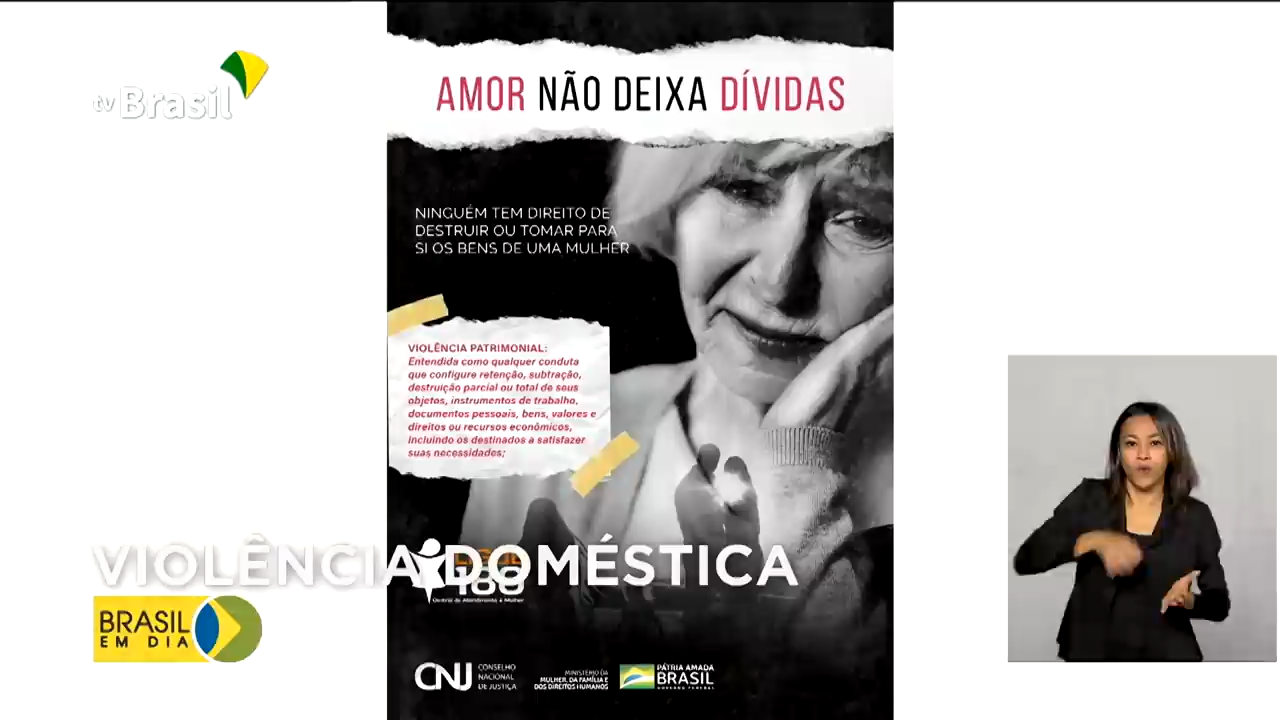 tv Brasil
AMOR NÃO DEIXA DÍVIDAS
NINGUÉM TEM DIREITO DE
DESTRUIR OU TOMAR PARA
SI OS BENS DE UMA MULHER
VIOLÊNCIA PATRIMONIAL:
Entendida como qualquer conduta
que configure retenção, subtração,
destruição parcial ou total de seus
objetos, instrumentos de trabalho,
documentos pessoais, bens, valores e
direitos ou recursos econômicos,
incluindo os destinados a satisfazer
suas necessidades;
LIGUE
180
Central de Atendimento à Mulher
VIOLÊNCIA DOMÉSTICA
BRASIL
EM DIA
CNJ
CONSELHO
NACIONAL
DE JUSTIÇA
MINISTÉRIO DA
MULHER, DA FAMÍLIA E
DOS DIREITOS HUMANOS
PÁTRIA AMADA
BRASIL
GOVERNO FEDERAL